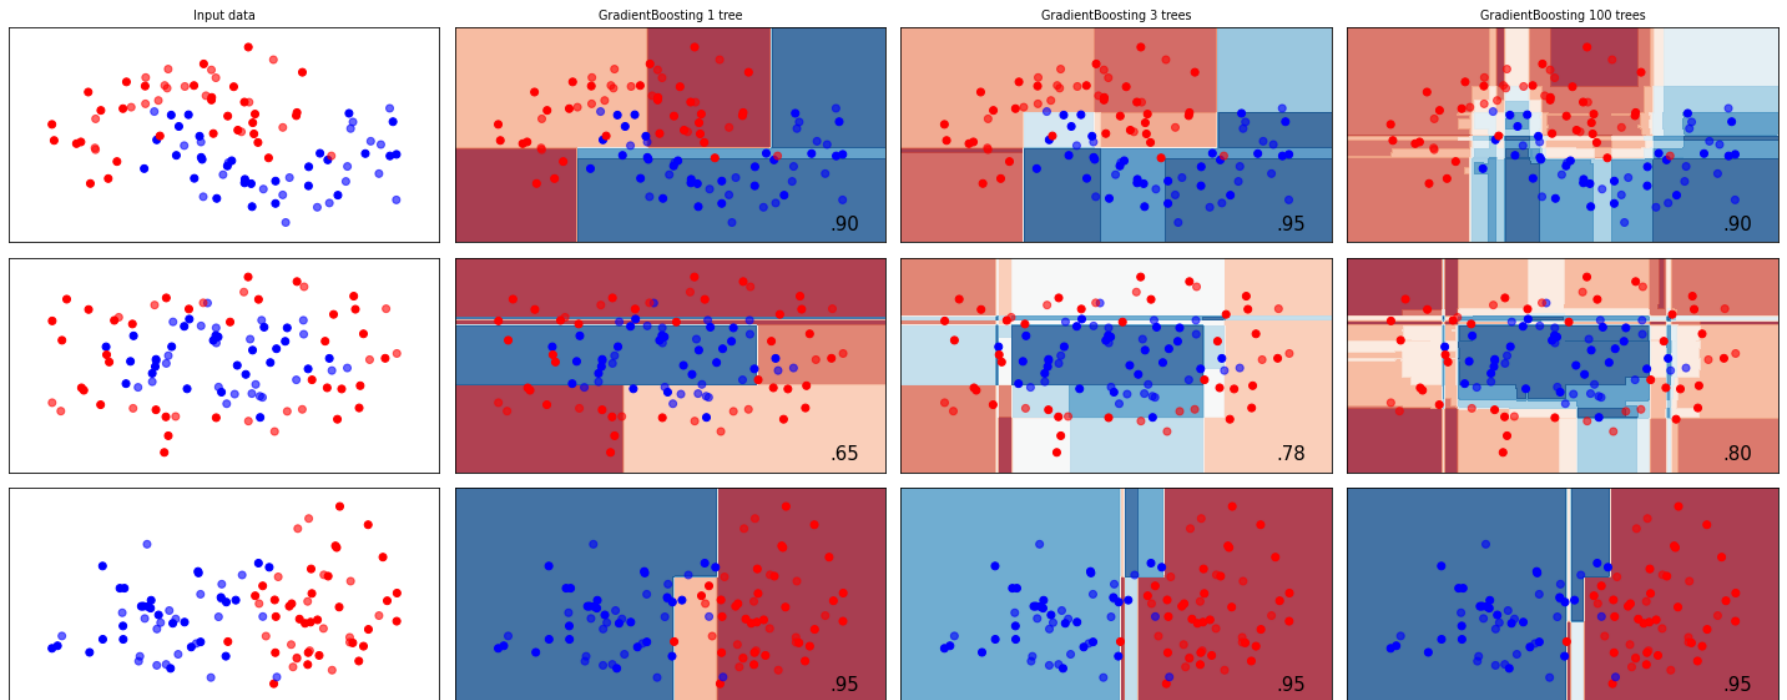 Input data
GradientBoosting 1 tree
GradientBoosting 3 trees
GradientBoosting 100 trees
.90
.95
.90
.65
.78
.80
.95
.95
.95